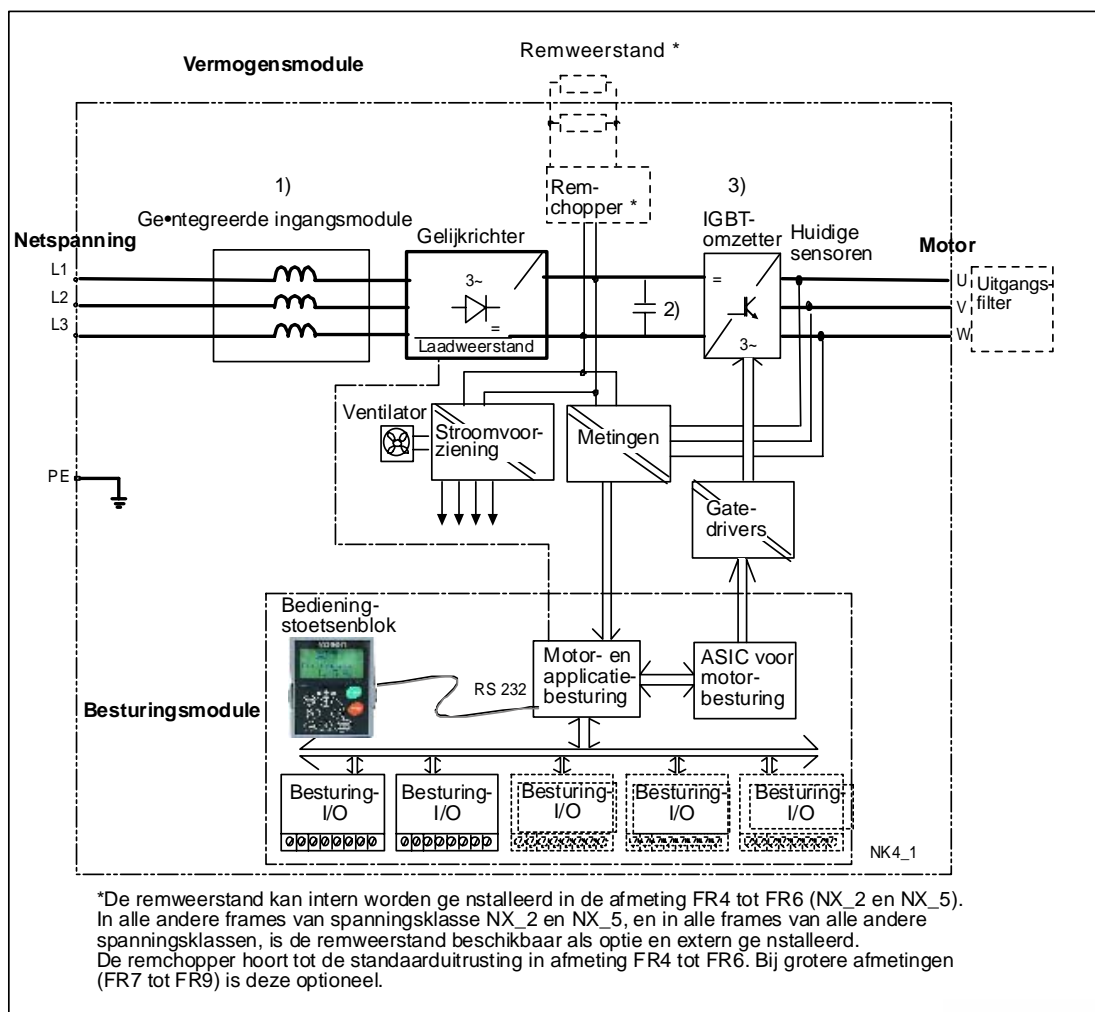 Remweerstand *
Vermogensmodule
Rem-
chopper *
1)
3)
Ge•ntegreerde ingangsmodule
IGBT-
omzetter
Netspanning
Gelijkrichter
Huidige
sensoren
Motor
L1
L2
L3
3~
=
Laadweerstand
2)
=
3~
U
V
W
Uitgangs-
filter
Ventilator
Stroomvoor-
ziening
Metingen
PE
Gate-
drivers
Bediening-
stoetsenblok
Motor- en
applicatie-
besturing
ASIC voor
motor-
besturing
RS 232
Besturingsmodule
Besturing-
I/O
Besturing-
I/O
Besturing-
I/O
Besturing-
I/O
Besturing-
I/O
NK4_1
*De remweerstand kan intern worden ge nstalleerd in de afmeting FR4 tot FR6 (NX_2 en NX_5).
In alle andere frames van spanningsklasse NX_2 en NX_5, en in alle frames van alle andere
spanningsklassen, is de remweerstand beschikbaar als optie en extern ge nstalleerd.
De remchopper hoort tot de standaarduitrusting in afmeting FR4 tot FR6. Bij grotere afmetingen
(FR7 tot FR9) is deze optioneel.